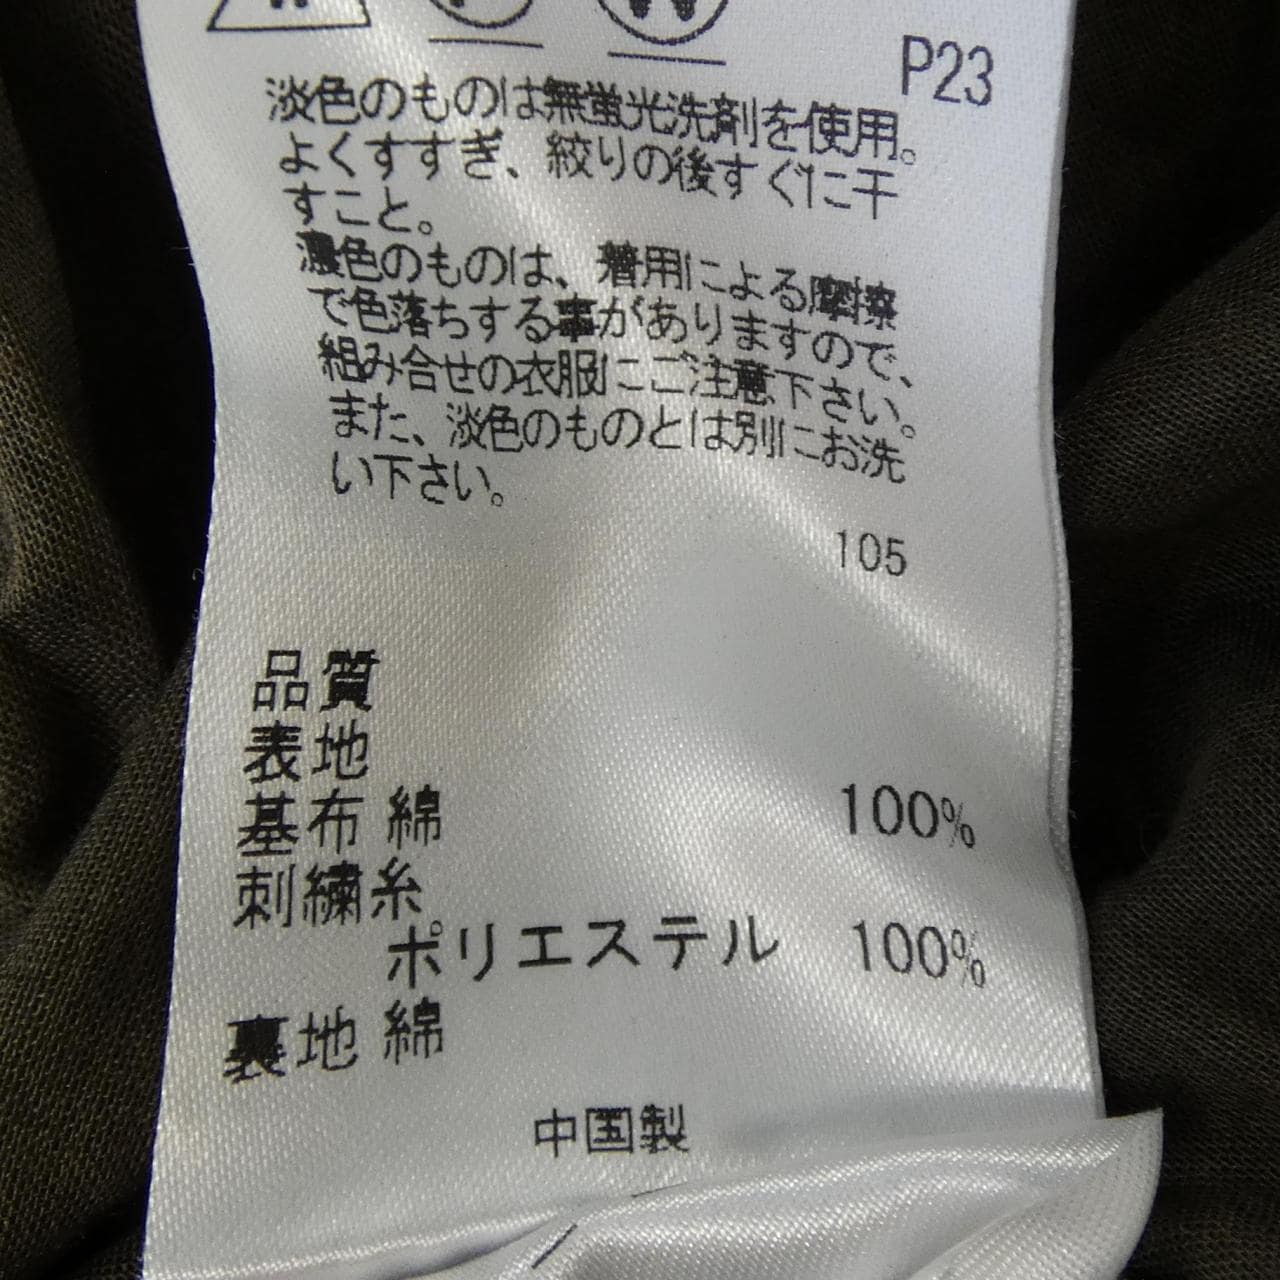 P23
淡色のものは無蛍光洗剤を使用。
よくすすぎ、絞りの後すぐに干
すこと。
濃色のものは、着用による摩擦
で色落ちする事がありますので、
組み合せの衣服にご注意下さい。
また、淡色のものとは別にお洗
い下さい。
105
品質
表地
基布 綿 100%
刺繍糸
ポリエステル 100%
裏地 綿
中国製